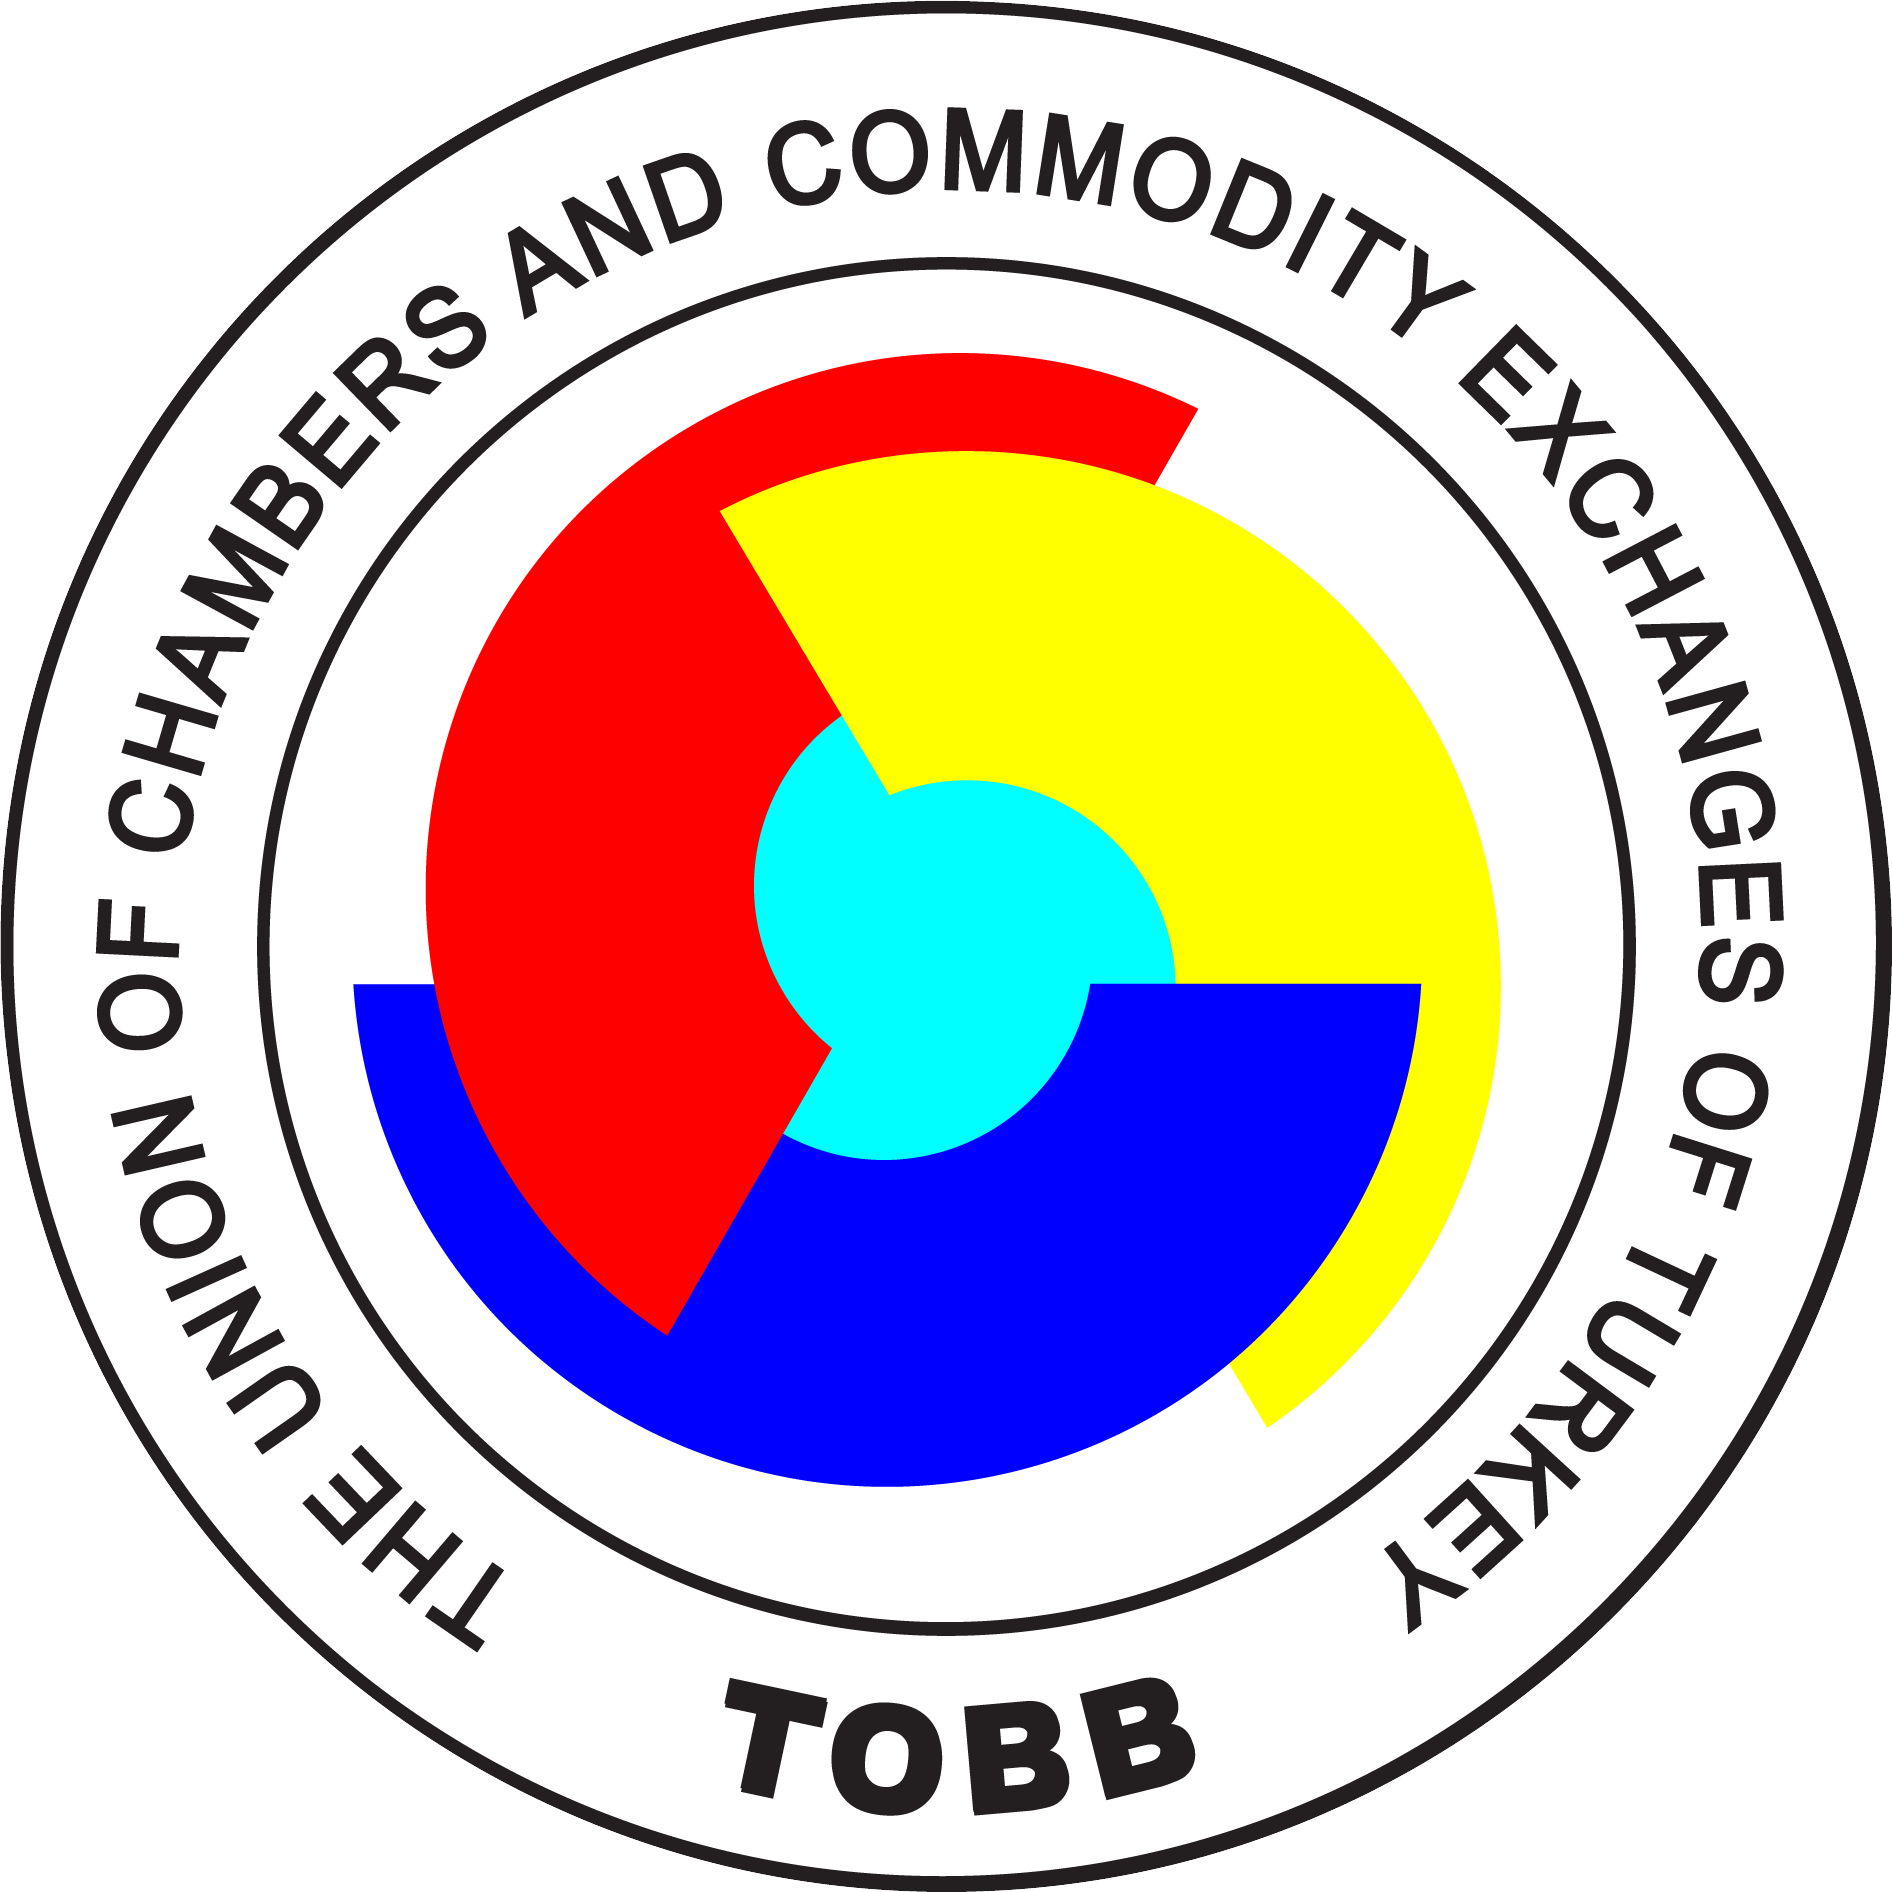 THE UNION OF CHAMBERS AND COMMODITY EXCHANGES OF TURKEY
TOBB